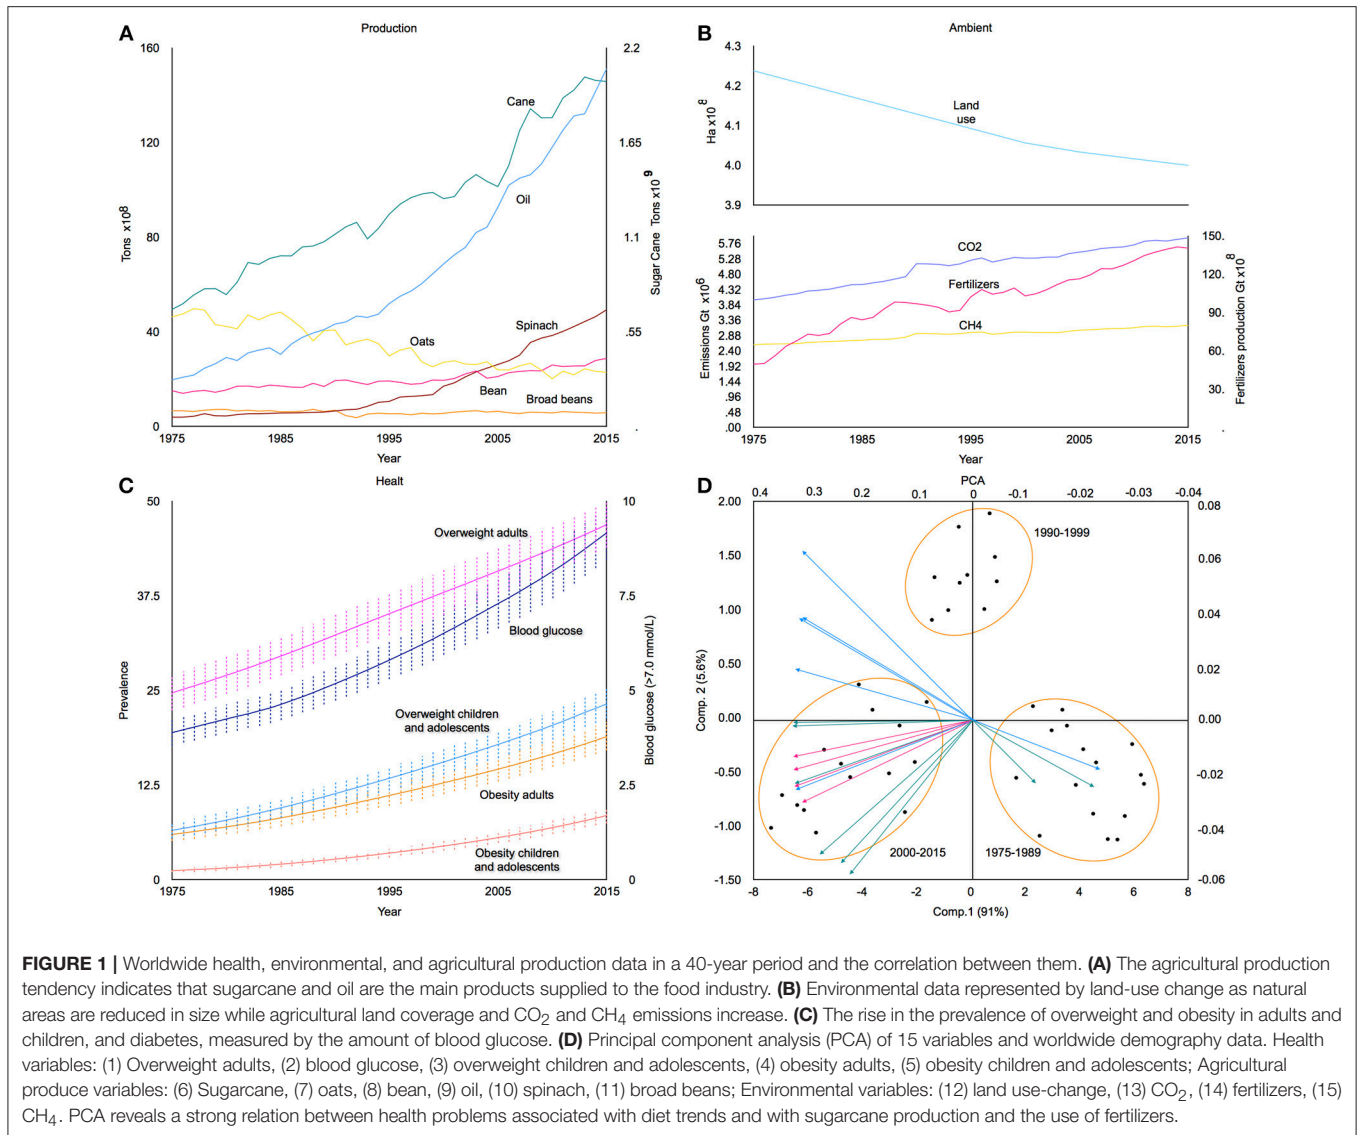 A
Production
160
120
80
40
0
Tons x108
2.2
1.65
1.1
.55
.
Sugar Cane Tons x10 9
Cane
Oil
Spinach
Oats
Bean
Broad beans
1975
1985
1995
2005
2015
Year
B
Ambient
4.3
4.2
4.1
4.0
3.9
Ha x10 8
Land
use
5.76
5.28
4.80
4.32
3.84
3.36
2.88
2.40
1.92
1.44
.96
.48
.00
Emissions Gt x10 6
150.
120.
90.
60.
30.
.
Fertilizers production Gt x10 8
CO2
Fertilizers
CH4
1975
1985
1995
2005
2015
Year
C
Healt
50
37.5
25
12.5
0
Prevalence
10
7.5
5
2.5
0
Blood glucose (>7.0 mmol/L)
Overweight adults
Blood glucose
Overweight children
and adolescents
Obesity adults
Obesity children
and adolescents
1975
1985
1995
2005
2015
Year
D
PCA
0.4
0.3
0.2
0.1
0
-0.1
-0.02
-0.03
-0.04
2.00
1.50
1.00
0.50
0.00
-0.50
-1.00
-1.50
Comp. 2 (5.6%)
0.08
0.06
0.04
0.02
0.00
-0.02
-0.04
-0.06
1990-1999
2000-2015
1975-1989
-8
-6
-4
-2
0
2
4
6
8
Comp.1 (91%)
FIGURE 1 | Worldwide health, environmental, and agricultural production data in a 40-year period and the correlation between them. (A) The agricultural production
tendency indicates that sugarcane and oil are the main products supplied to the food industry. (B) Environmental data represented by land-use change as natural
areas are reduced in size while agricultural land coverage and CO2 and CH4 emissions increase. (C) The rise in the prevalence of overweight and obesity in adults and
children, and diabetes, measured by the amount of blood glucose. (D) Principal component analysis (PCA) of 15 variables and worldwide demography data. Health
variables: (1) Overweight adults, (2) blood glucose, (3) overweight children and adolescents, (4) obesity adults, (5) obesity children and adolescents; Agricultural
produce variables: (6) Sugarcane, (7) oats, (8) bean, (9) oil, (10) spinach, (11) broad beans; Environmental variables: (12) land use-change, (13) CO2, (14) fertilizers, (15)
CH4. PCA reveals a strong relation between health problems associated with diet trends and with sugarcane production and the use of fertilizers.